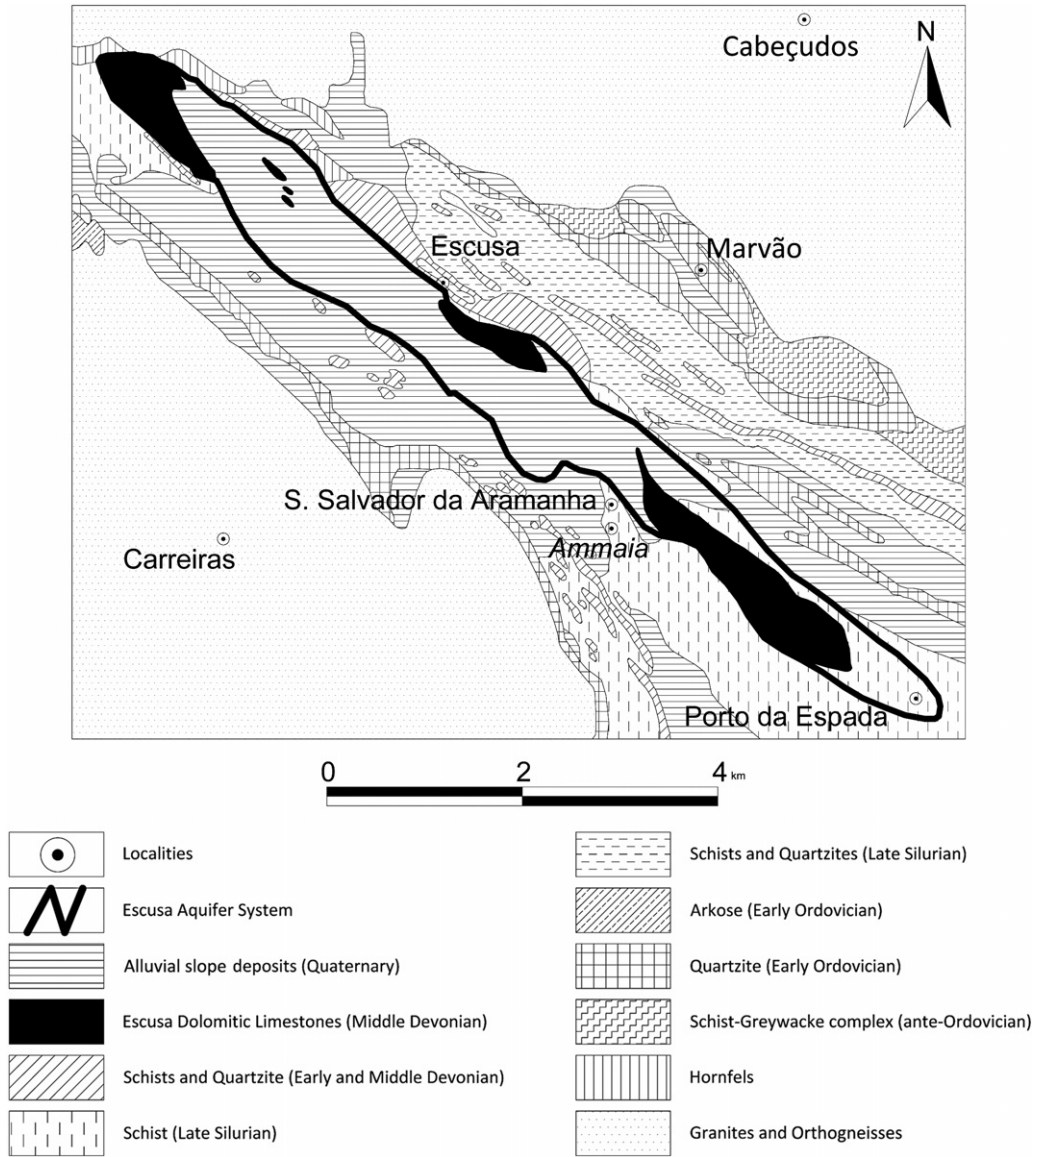 Cabeçudos
N
Escusa
Marvão
S. Salvador da Aramanha
Ammaia
Carreiras
Porto da Espada
0 2 4 km
Localities
Escusa Aquifer System
Alluvial slope deposits (Quaternary)
Escusa Dolomitic Limestones (Middle Devonian)
Schists and Quartzite (Early and Middle Devonian)
Schist (Late Silurian)
Schists and Quartzites (Late Silurian)
Arkose (Early Ordovician)
Quartzite (Early Ordovician)
Schist-Greywacke complex (ante-Ordovician)
Hornfels
Granites and Orthogneisses